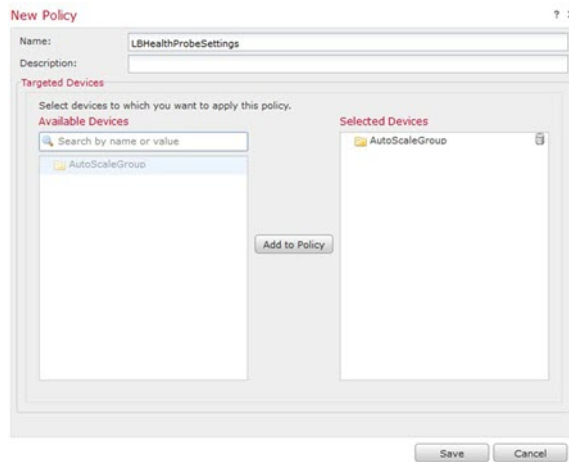 New Policy ?
Name: LBHealthProbeSettings
Description:
Targeted Devices
Select devices to which you want to apply this policy.
Available Devices Selected Devices
Search by name or value
AutoScaleGroup AutoScaleGroup
Add to Policy
Save Cancel